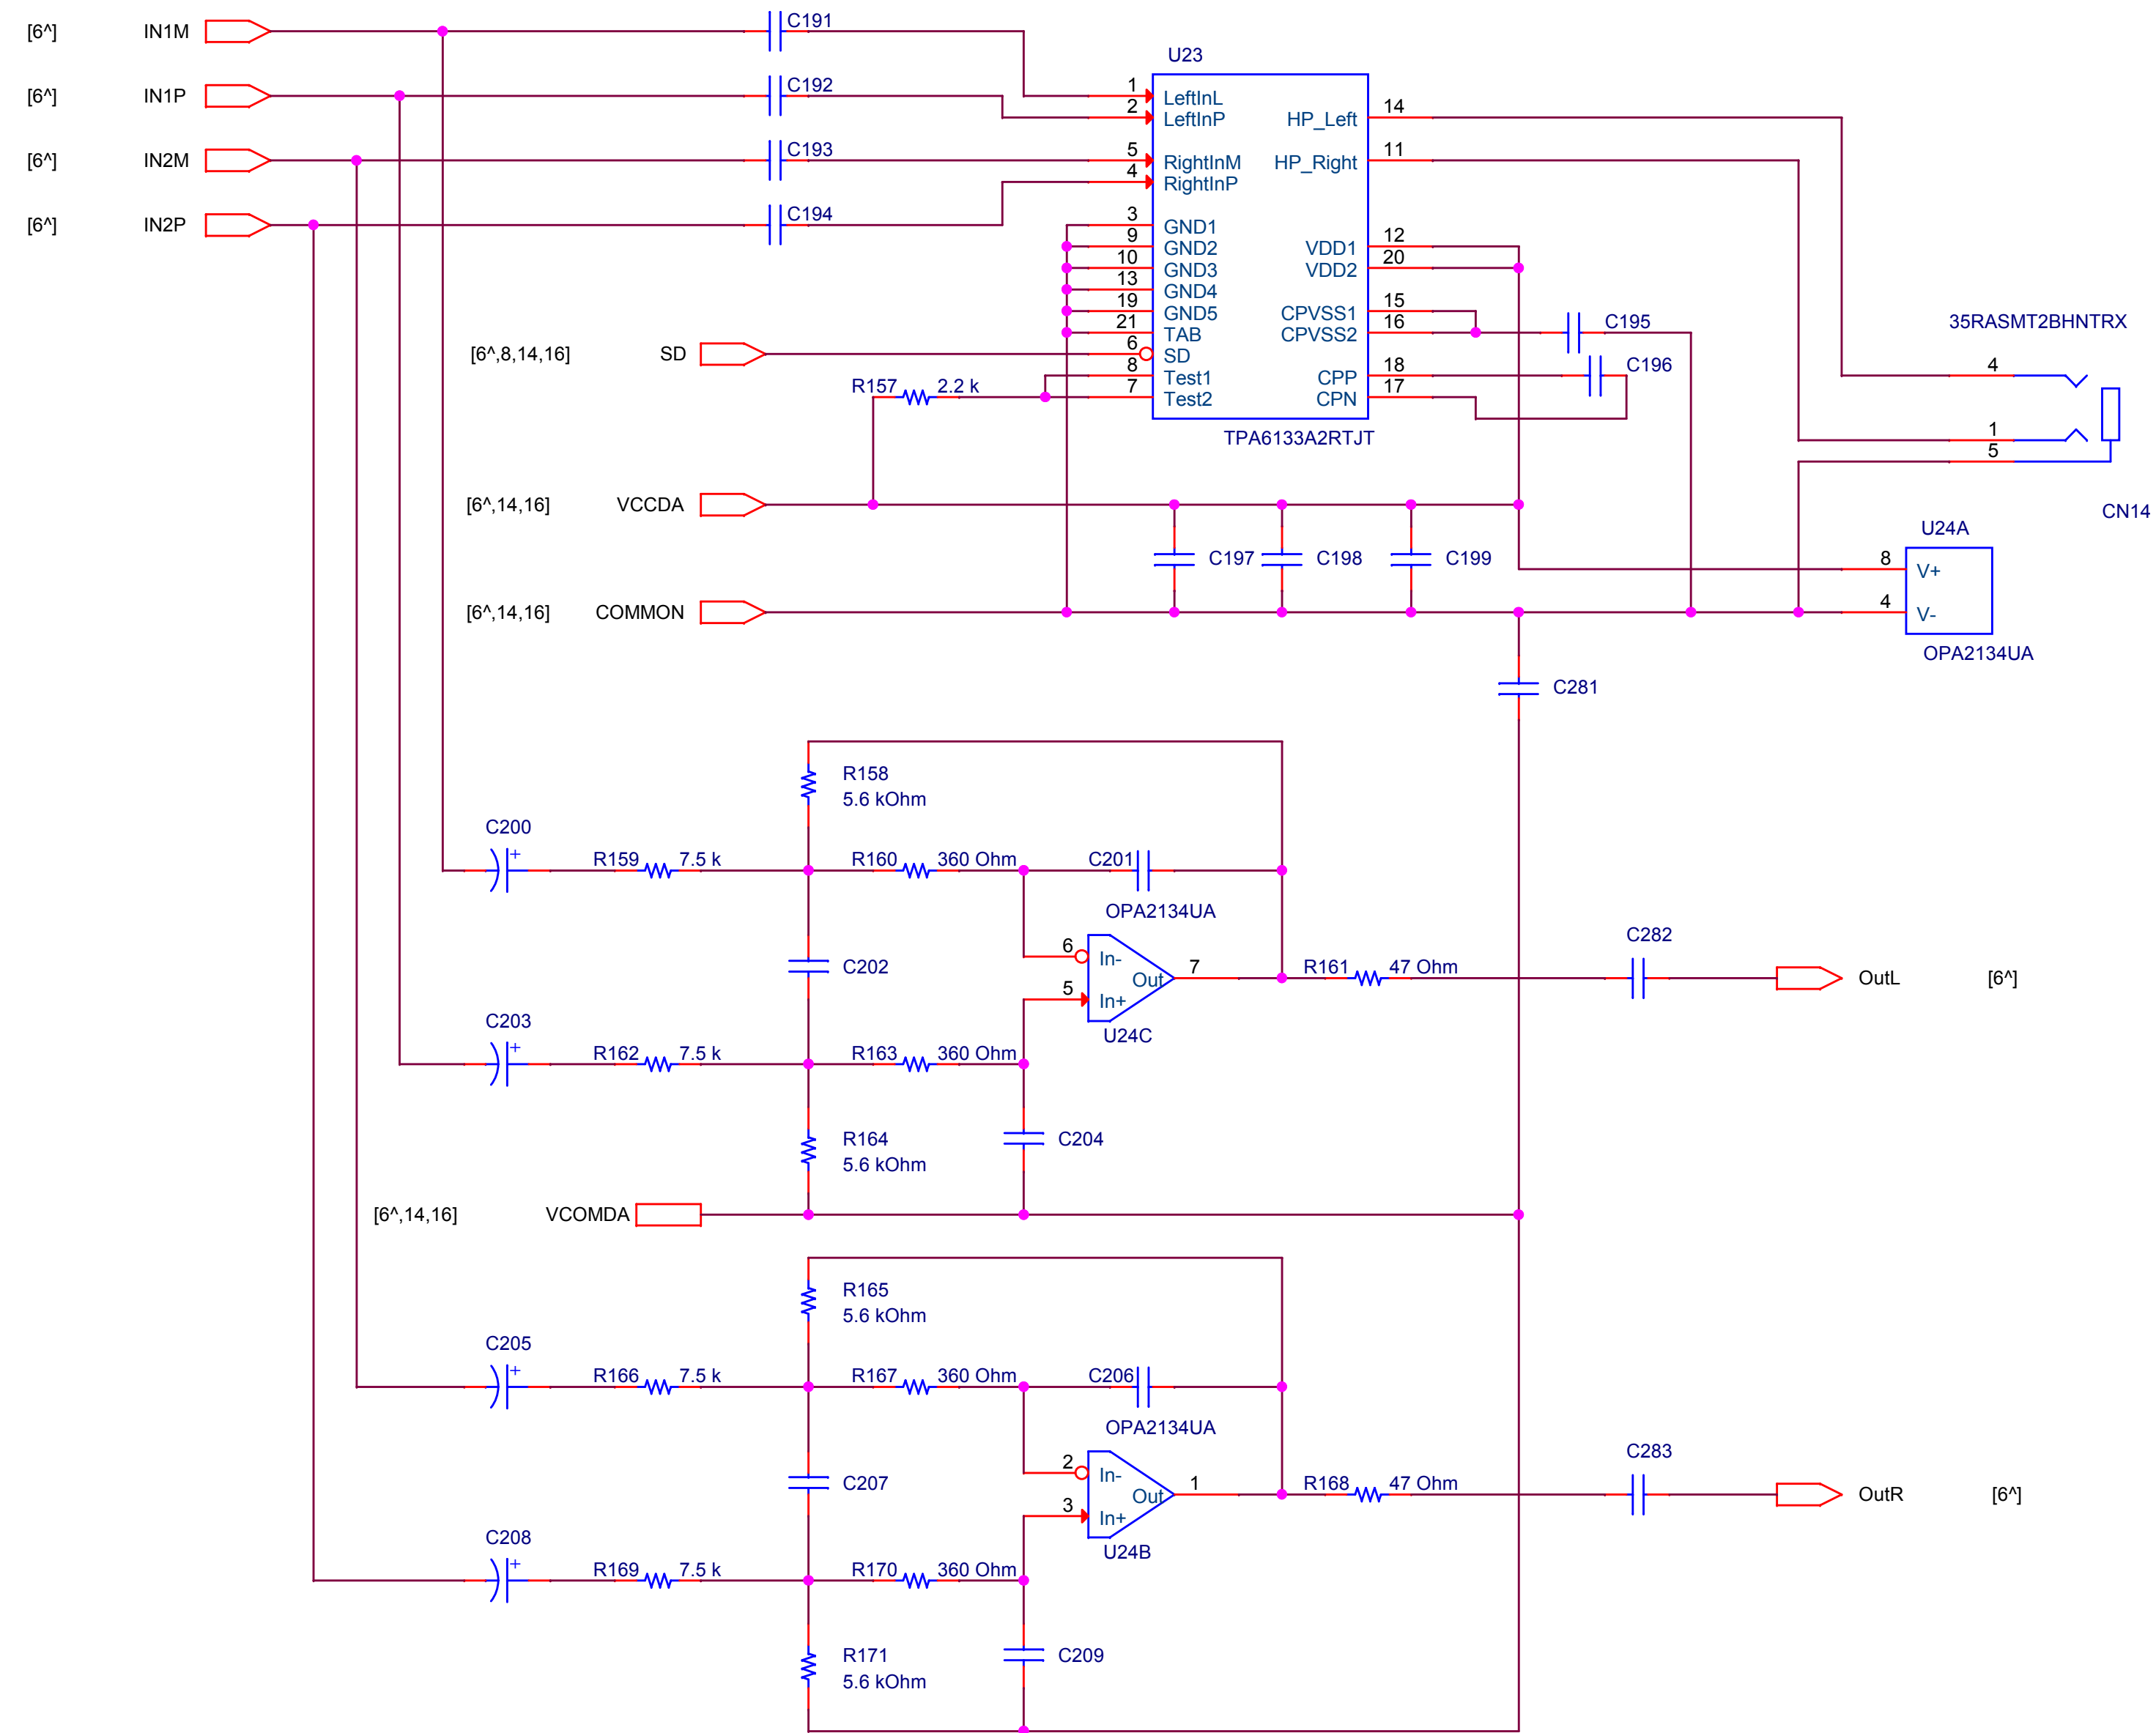 [6^] IN1M C191
U23
[6^] IN1P C192
1 LeftInL
2 LeftInP HP_Left 14
[6^] IN2M C193
5 RightInM HP_Right 11
4 RightInP
[6^] IN2P C194
3 GND1
9 GND2 VDD1 12
10 GND3 VDD2 20
13 GND4
19 GND5 CPVSS1 15
21 TAB CPVSS2 16 C195
35RASMT2BHNTRX
[6^,8,14,16] SD 6 SD
8 Test1 CPP 18 C196
4
R157 2.2 k 7 Test2 CPN 17
TPA6133A2RTJT
1
5
[6^,14,16] VCCDA
CN14
U24A
C197 C198 C199
8 V+
[6^,14,16] COMMON
4 V-
OPA2134UA
C281
R158
5.6 kOhm
C200 +
R159 7.5 k R160 360 Ohm C201
OPA2134UA
C202
6 In-
Out 7
5 In+
U24C
R161 47 Ohm C282 OutL [6^]
C203 +
R162 7.5 k R163 360 Ohm
R164
5.6 kOhm
C204
[6^,14,16] VCOMDA
R165
5.6 kOhm
C205 +
R166 7.5 k R167 360 Ohm C206
OPA2134UA
C207
2 In-
Out 1
3 In+
U24B
R168 47 Ohm C283 OutR [6^]
C208 +
R169 7.5 k R170 360 Ohm
R171
5.6 kOhm
C209